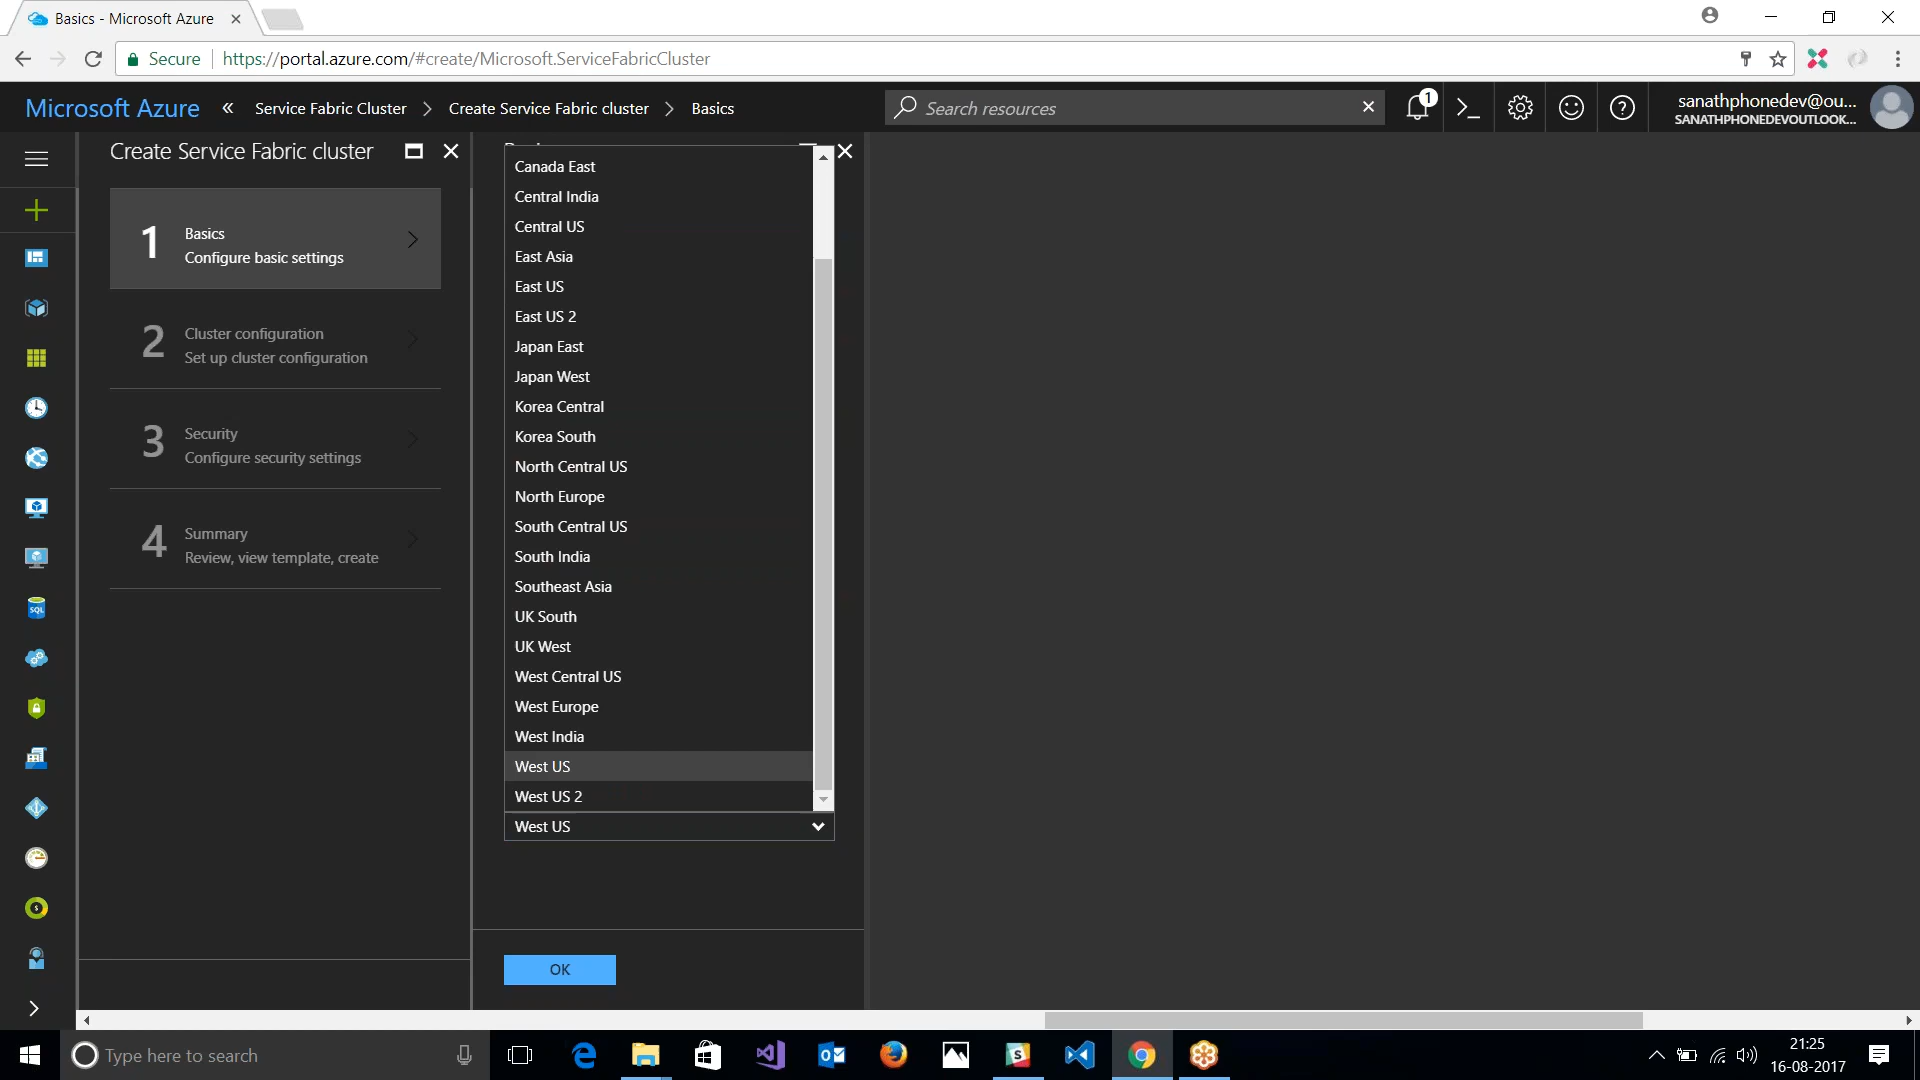 Basics - Microsoft Azure
Secure
https://portal.azure.com/#create/Microsoft.ServiceFabricCluster
Microsoft Azure
Service Fabric Cluster
Create Service Fabric cluster
Basics
Search resources
1
sanathphonedev@ou...
SANATHPHONEDEVOUTLOOK...
Create Service Fabric cluster
1
Basics
Configure basic settings
2
Cluster configuration
Set up cluster configuration
3
Security
Configure security settings
4
Summary
Review, view template, create
Canada East
Central India
Central US
East Asia
East US
East US 2
Japan East
Japan West
Korea Central
Korea South
North Central US
North Europe
South Central US
South India
Southeast Asia
UK South
UK West
West Central US
West Europe
West India
West US
West US 2
West US
OK
SQL
Type here to search
21:25
16-08-2017